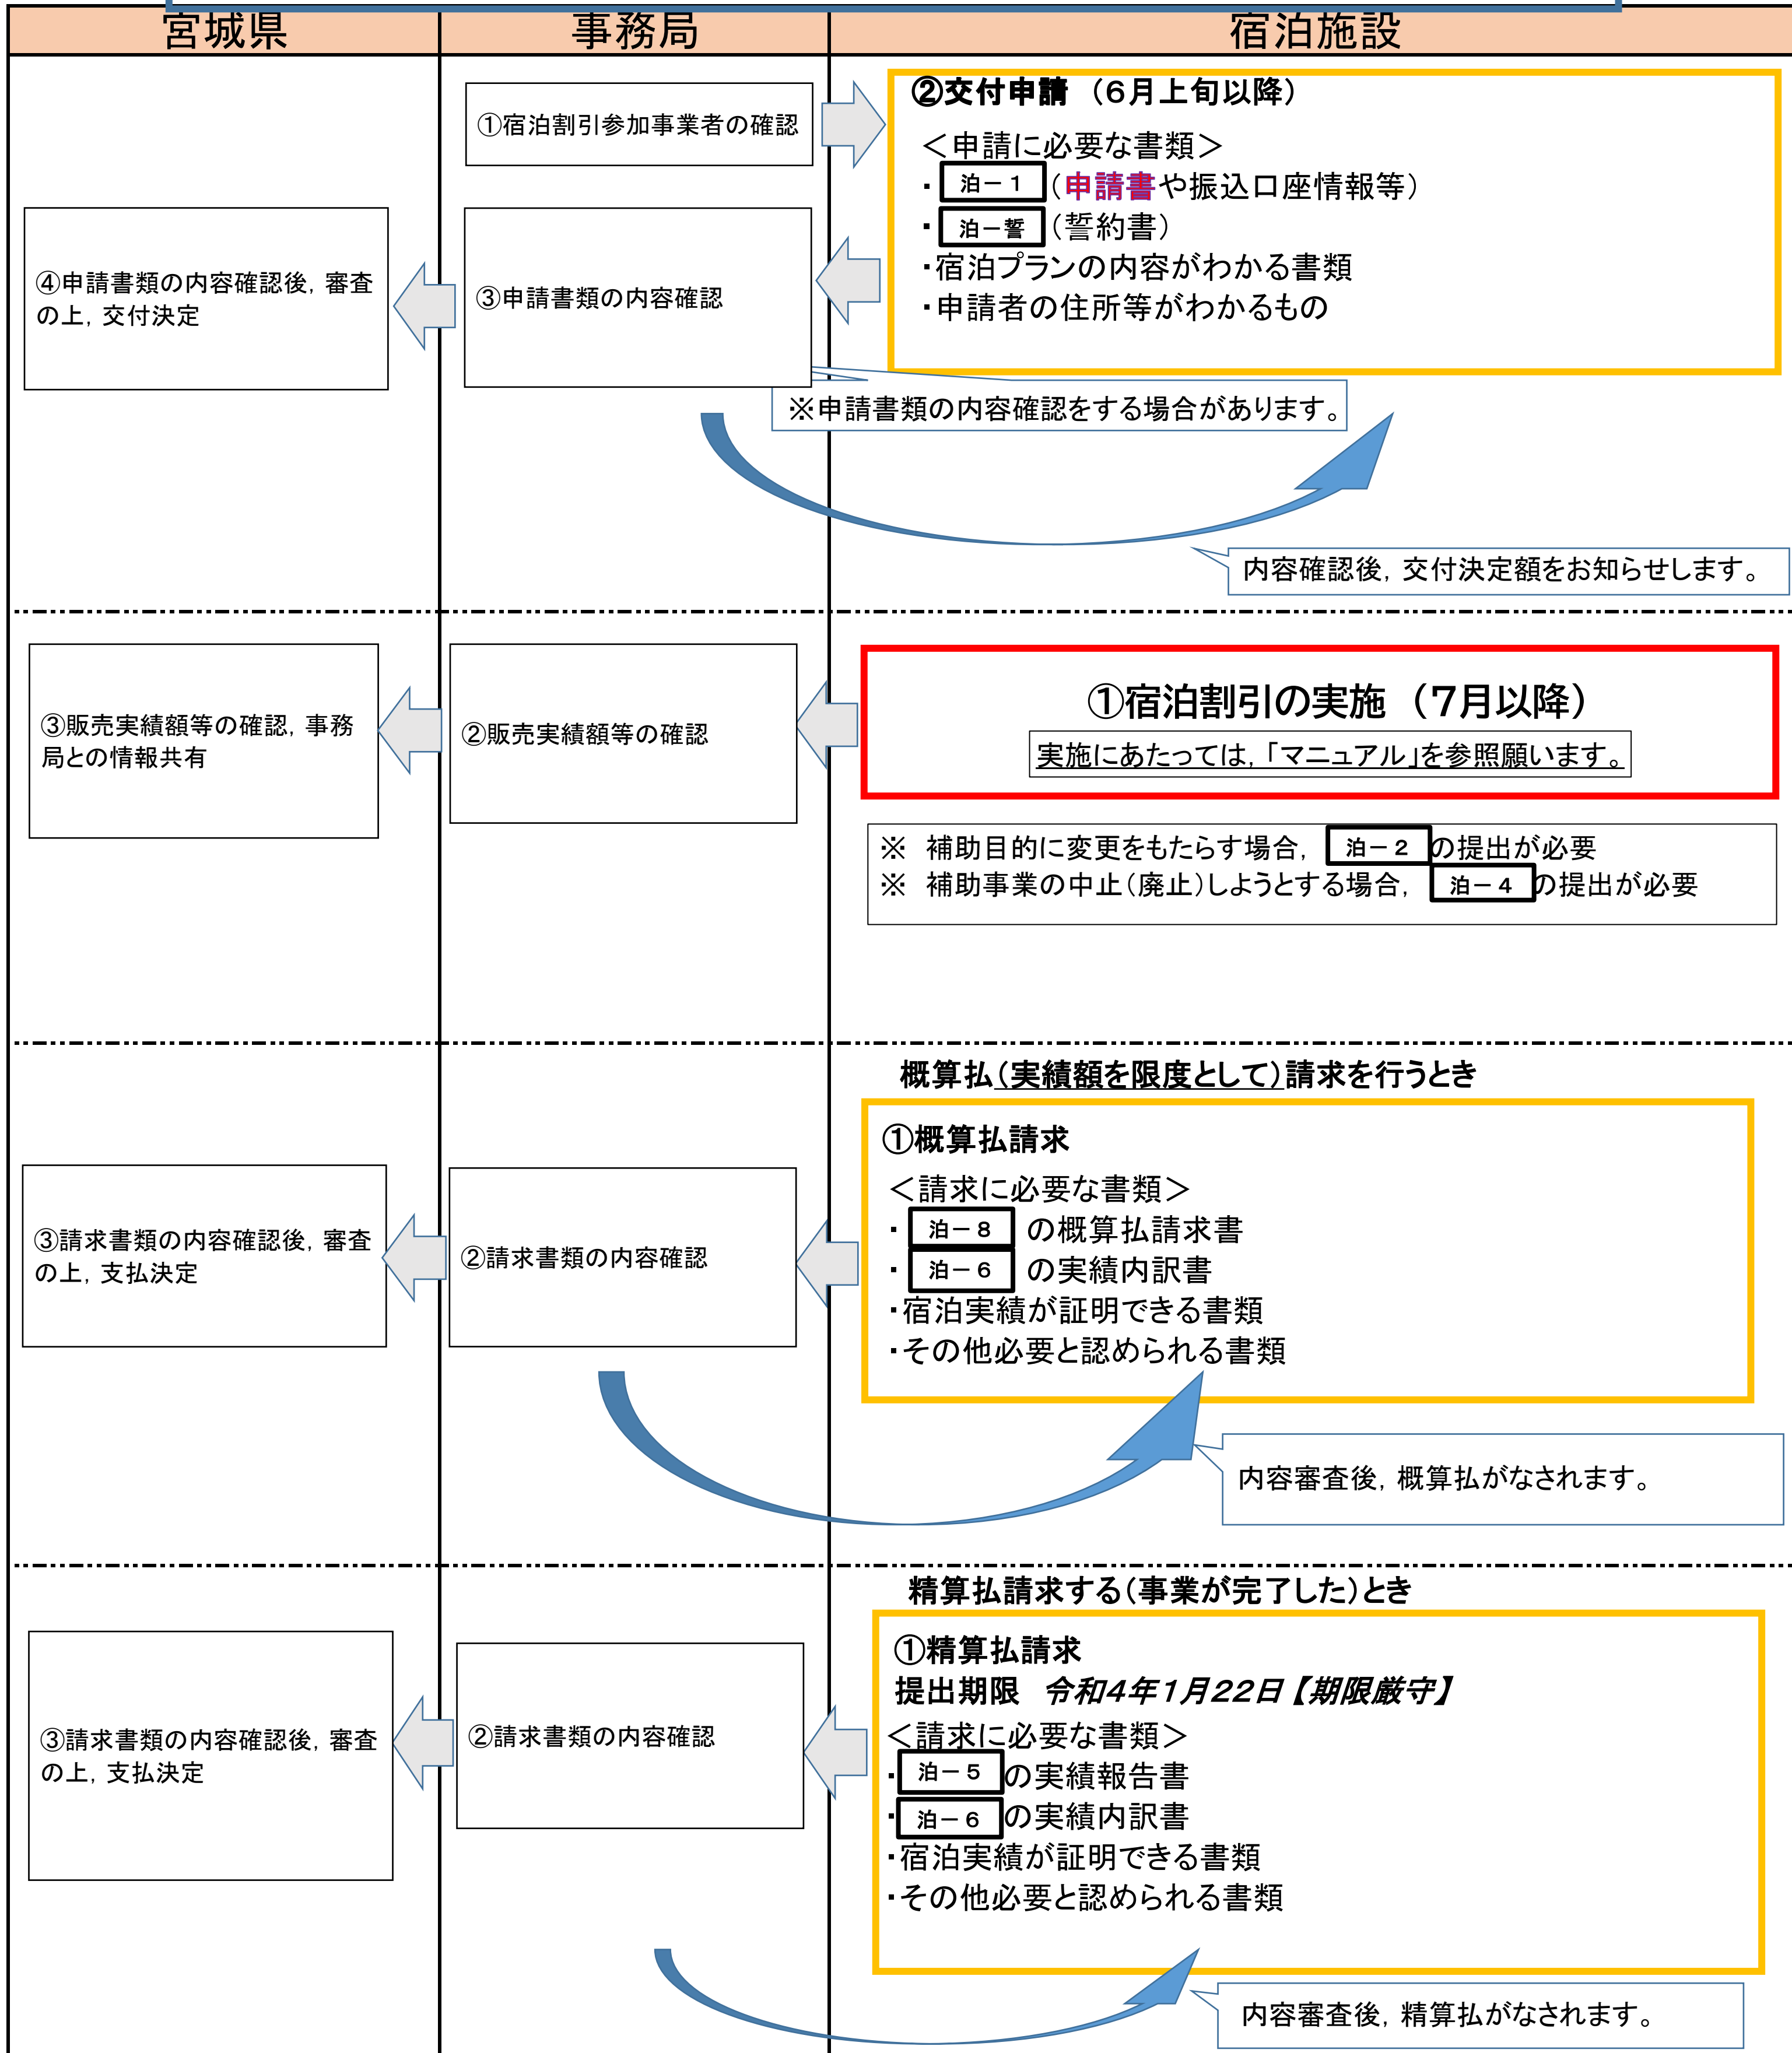 宮城県
事務局
宿泊施設
①宿泊割引参加事業者の確認
②交付申請（6月上旬以降）
＜申請に必要な書類＞
・泊－1（申請書や振込口座情報等）
・泊－誓（誓約書）
・宿泊プランの内容がわかる書類
・申請者の住所等がわかるもの
③申請書類の内容確認
④申請書類の内容確認後，審査
の上，交付決定
※申請書類の内容確認をする場合があります。
内容確認後，交付決定額をお知らせします。
①宿泊割引の実施（7月以降）
実施にあたっては，「マニュアル」を参照願います。
②販売実績額等の確認
③販売実績額等の確認，事務
局との情報共有
※　補助目的に変更をもたらす場合，泊－2の提出が必要
※　補助事業の中止（廃止）しようとする場合，泊－4の提出が必要
概算払（実績額を限度として）請求を行うとき
①概算払請求
＜請求に必要な書類＞
・泊－8の概算払請求書
・泊－6の実績内訳書
・宿泊実績が証明できる書類
・その他必要と認められる書類
②請求書類の内容確認
③請求書類の内容確認後，審査
の上，支払決定
内容審査後，概算払がなされます。
精算払請求する（事業が完了した）とき
①精算払請求
提出期限　令和4年1月22日【期限厳守】
＜請求に必要な書類＞
・泊－5の実績報告書
・泊－6の実績内訳書
・宿泊実績が証明できる書類
・その他必要と認められる書類
②請求書類の内容確認
③請求書類の内容確認後，審査
の上，支払決定
内容審査後，精算払がなされます。